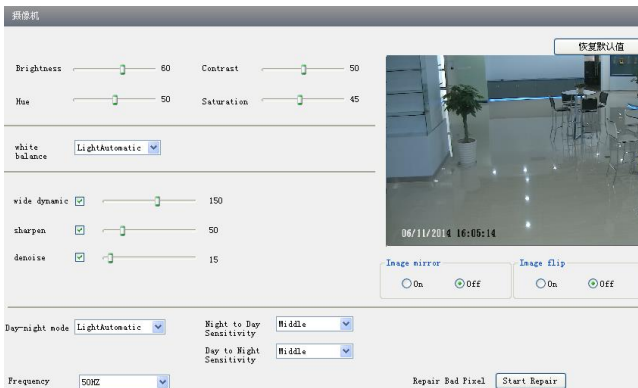 摄像机
恢复默认值
Brightness 60 Contrast 50
Hue 50 Saturation 45
white balance LightAutomatic
wide dynamic 150
sharpen 50
denoise 15
06/11/2014 16:05:14
Image mirror Image flip
On Off On Off
Day-night mode LightAutomatic Night to Day Sensitivity Middle
Day to Night Sensitivity Middle
Frequency 50HZ Repair Bad Pixel Start Repair